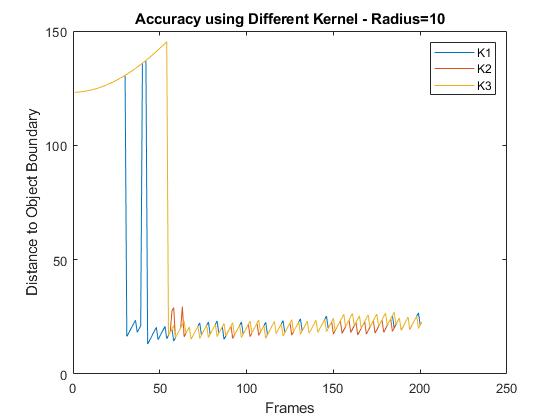 Accuracy using Different Kernel - Radius=10
150
100
50
0
0 50 100 150 200 250
Distance to Object Boundary
Frames
K1
K2
K3